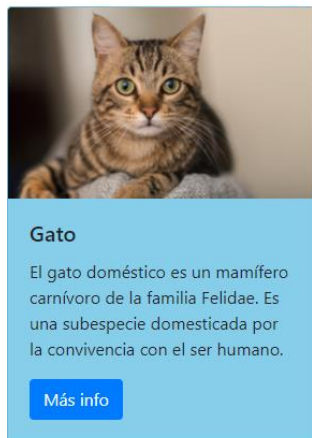 Gato
El gato doméstico es un mamífero
carnívoro de la familia Felidae. Es
una subespecie domesticada por
la convivencia con el ser humano.
Más info